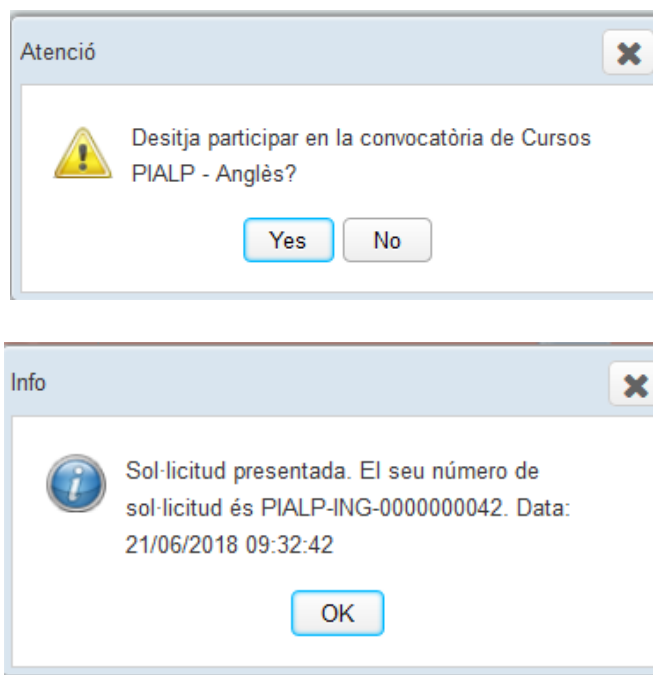 Atenció
Desitja participar en la convocatòria de Cursos
PIALP - Anglès?
Yes No
Info
Sol·licitud presentada. El seu número de
sol·licitud és PIALP-ING-0000000042. Data:
21/06/2018 09:32:42
OK